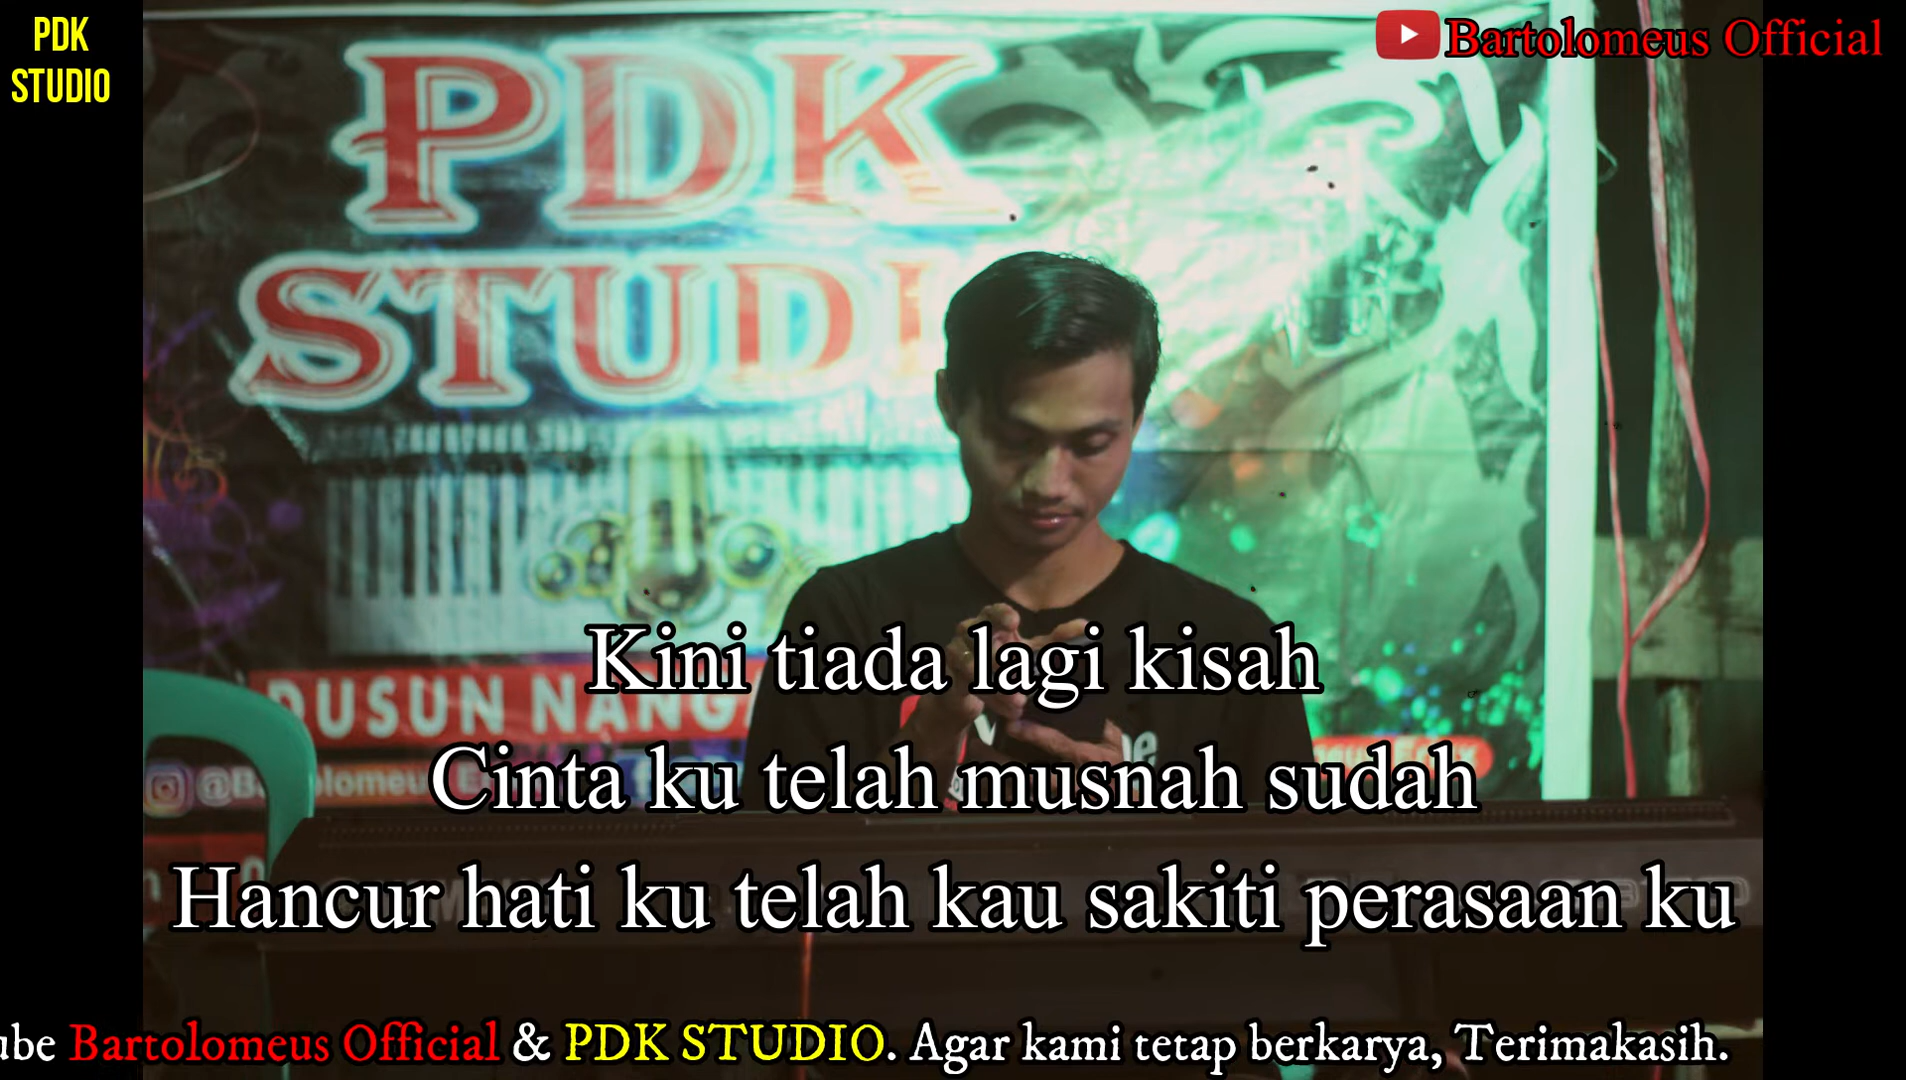 PDK
STUDIO
Bartolomeus Official
PDK
STUDI
DUSUN NANG
Kini tiada lagi kisah
Cinta ku telah musnah sudah
Hancur hati ku telah kau sakiti perasaan ku
ube Bartolomeus Official & PDK STUDIO. Agar kami tetap berkarya, Terimakasih.